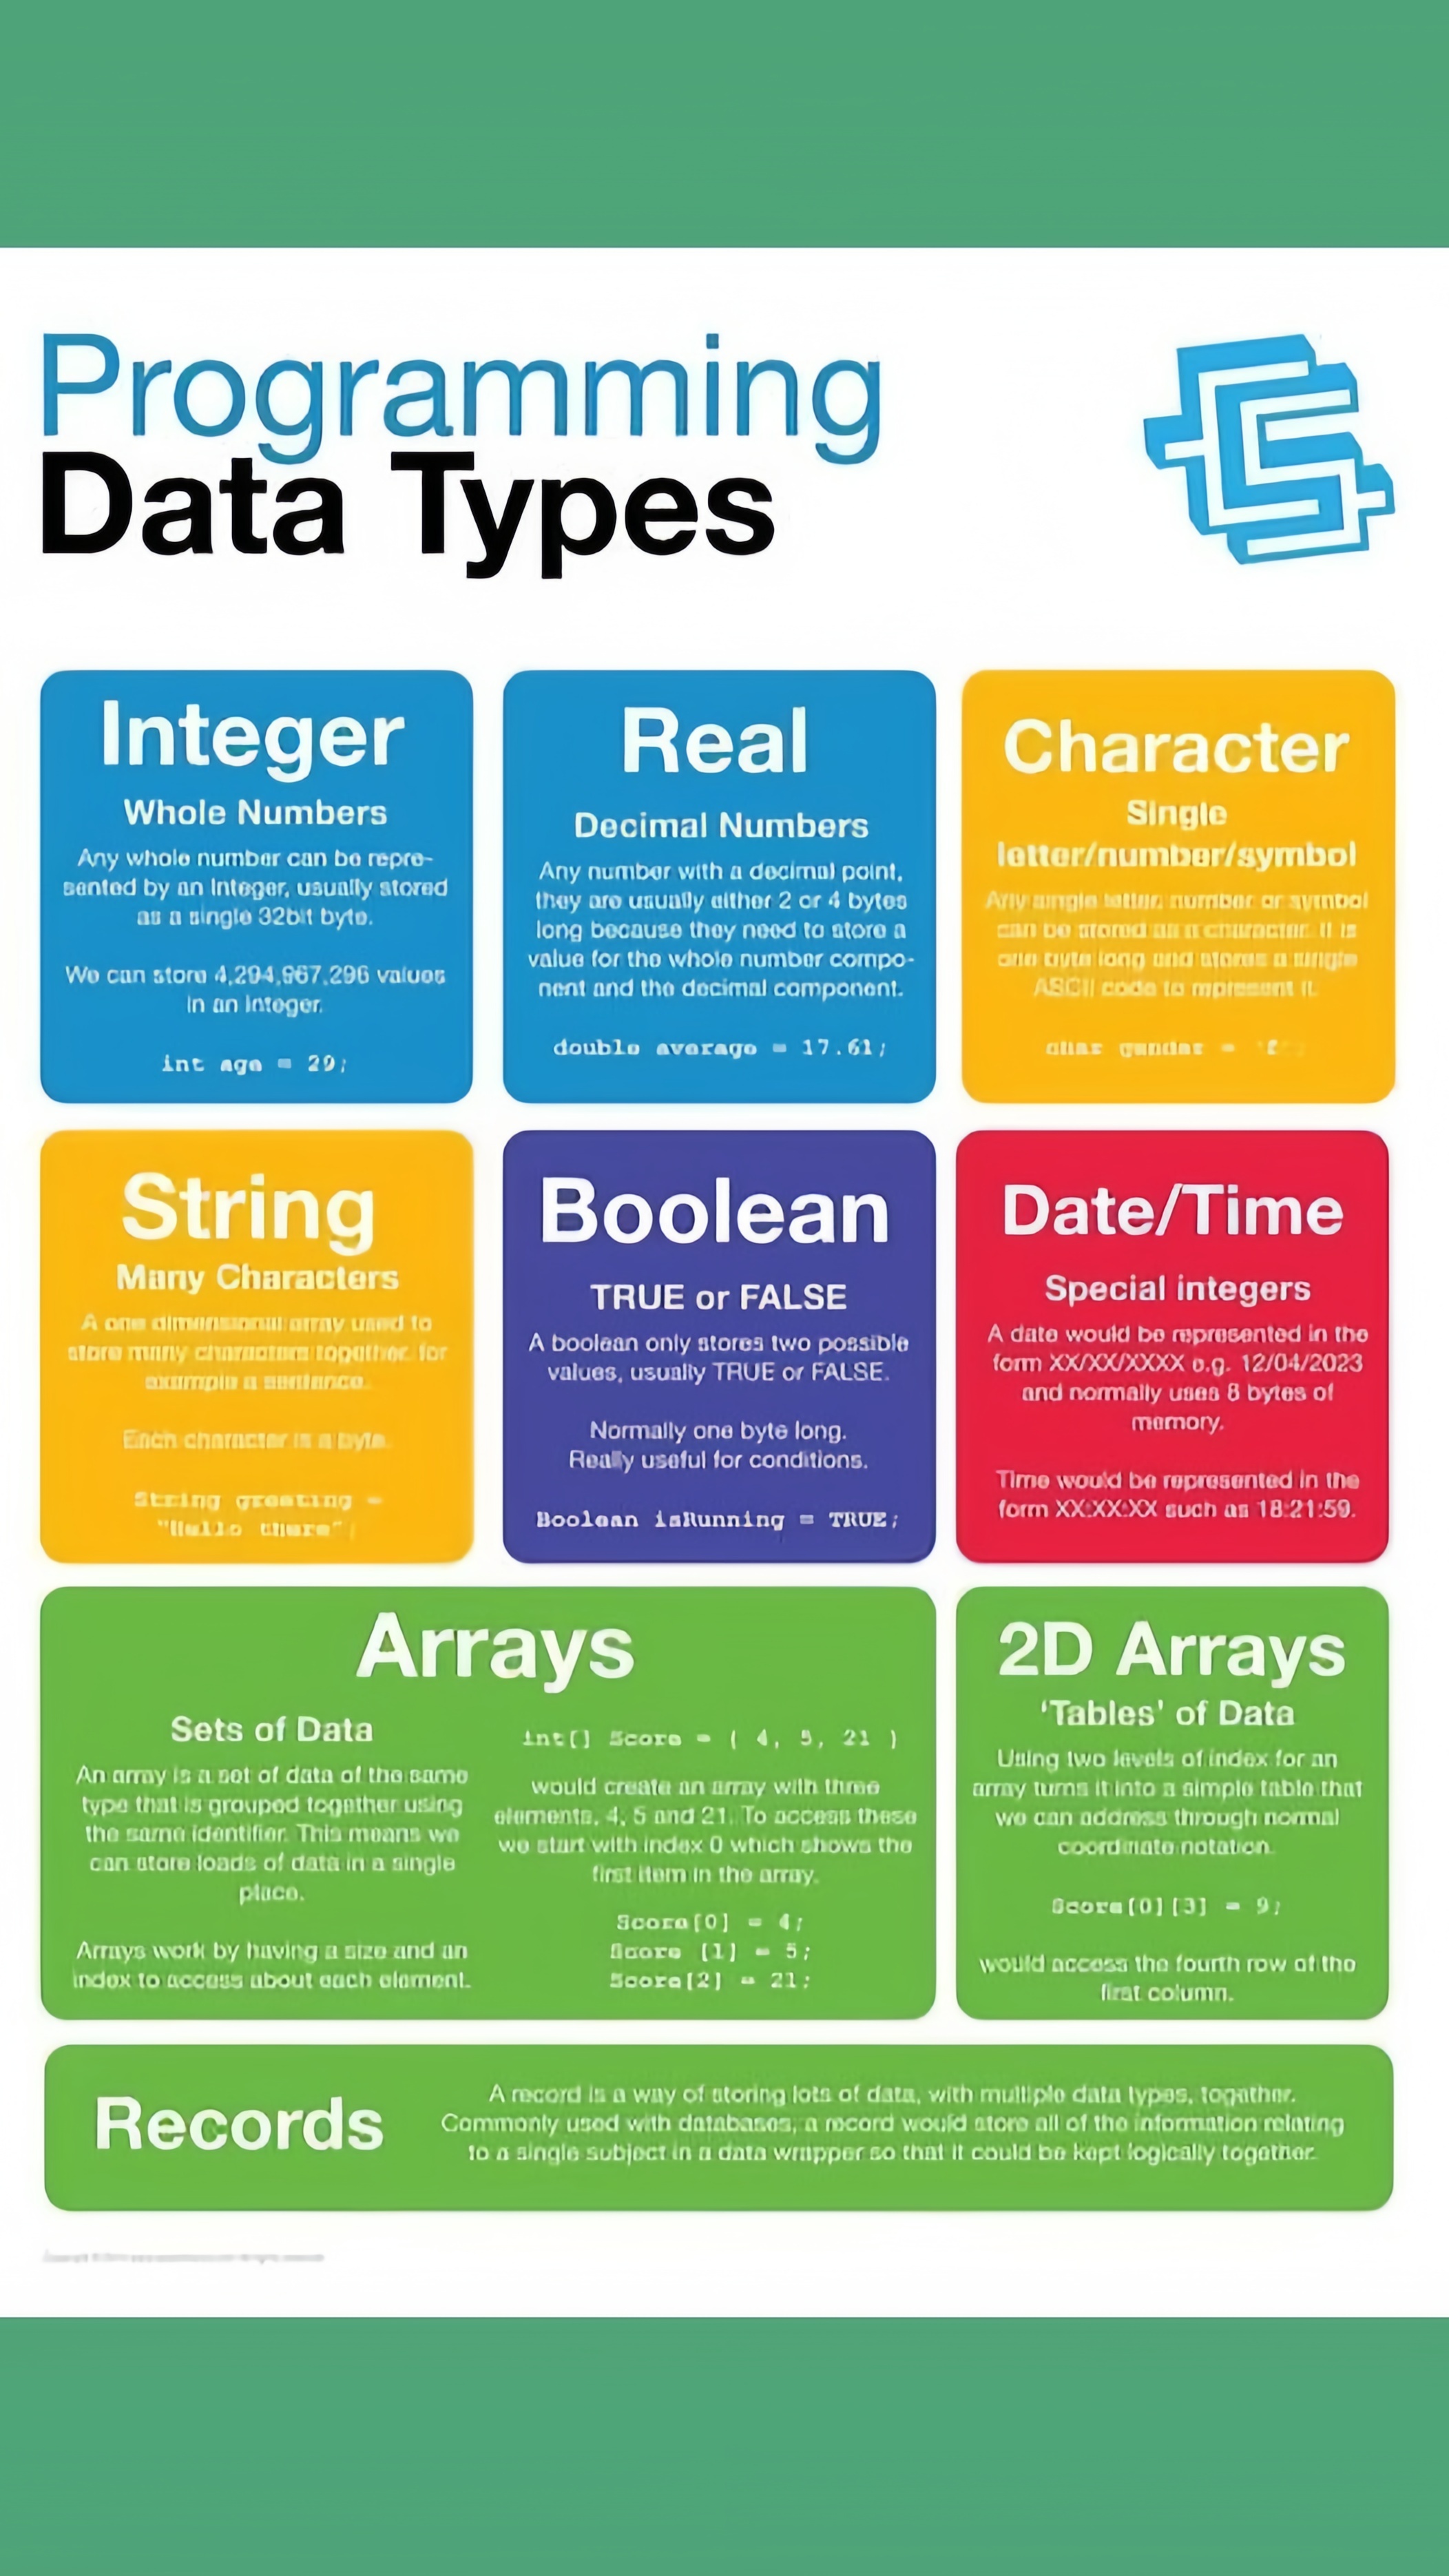 Programming
Data Types
Integer
Whole Numbers
Any whole number can be repre-
sented by an Integer, usually stored
as a single 32bit byte.
We can store 4,294,967,296 values
in an Integer.
int age = 29;
Real
Decimal Numbers
Any number with a decimal point,
they are usually either 2 or 4 bytes
long because they need to store a
value for the whole number compo-
nent and the decimal component.
double average = 17.61;
Character
Single
letter/number/symbol
Any single letter, number or symbol
can be stored as a character. It is
one byte long and stores a single
ASCII code to represent it.
char gender =
String
Many Characters
A one dimensional array used to
store many characters together, for
example a sentence.
Each character is a byte.
String greeting =
"Hello there";
Boolean
TRUE or FALSE
A boolean only stores two possible
values, usually TRUE or FALSE.
Normally one byte long.
Really useful for conditions.
Boolean isRunning = TRUE;
Date/Time
Special integers
A date would be represented in the
form XX/XX/XXXX e.g. 12/04/2023
and normally uses 8 bytes of
memory.
Time would be represented in the
form XX:XX:XX such as 18:21:59.
Arrays
Sets of Data
An array is a set of data of the same
type that is grouped together using
the same identifier. This means we
can store loads of data in a single
place.
Arrays work by having a size and an
index to access about each element.
int[] Score = { 4, 5, 21 }
would create an array with three
elements, 4, 5 and 21. To access these
we start with index 0 which shows the
first item in the array.
Score[0] = 4;
Score [1] = 5;
Score[2] = 21;
2D Arrays
'Tables' of Data
Using two levels of index for an
array turns it into a simple table that
we can address through normal
coordinate notation.
Score[0][3] = 9;
would access the fourth row of the
first column.
Records
A record is a way of storing lots of data, with multiple data types, together.
Commonly used with databases, a record would store all of the information relating
to a single subject in a data wrapper so that it could be kept logically together.